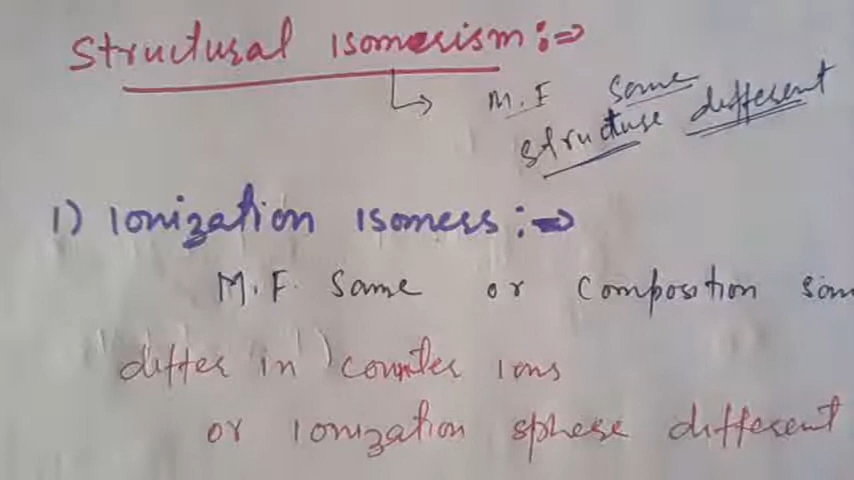 Structural isomerism :⇒
↳ M.F same
structure different
1) Ionization isomers :⇒
M.F. Same or Composition sam
differ in counter ions
or Ionization sphere different